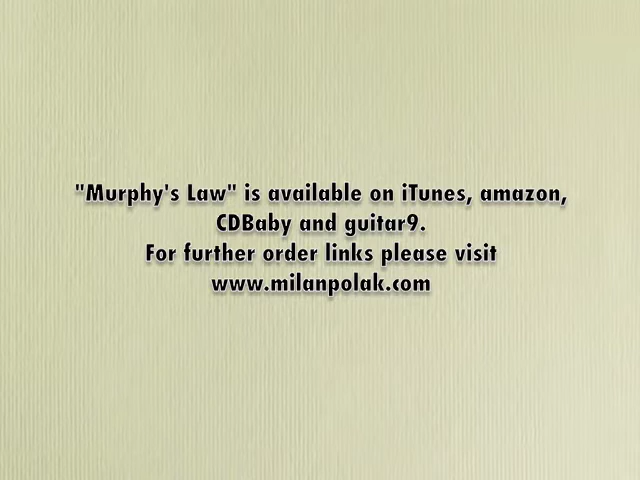 "Murphy's Law" is available on iTunes, amazon,
CDBaby and guitar9.
For further order links please visit
www.milanpolak.com